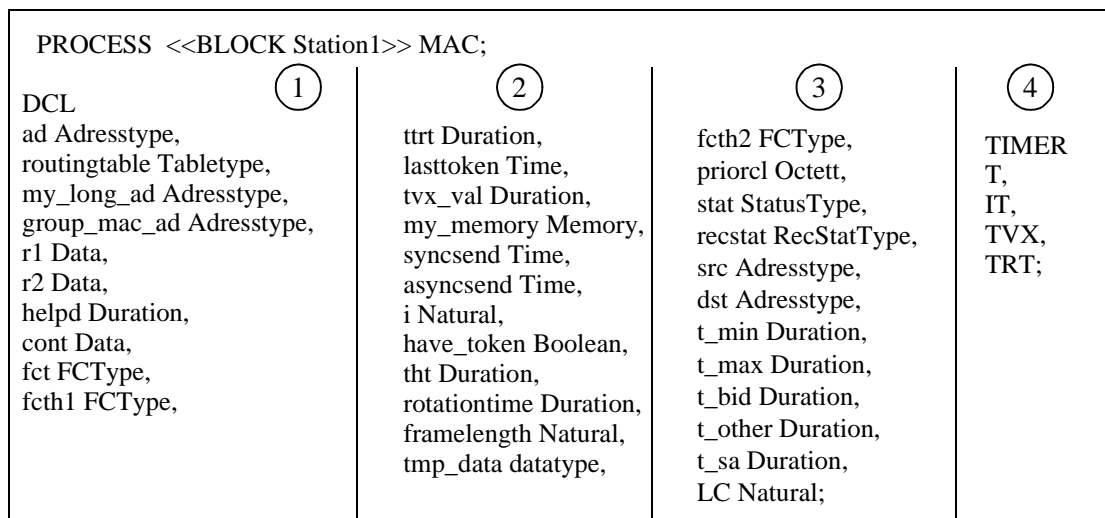 PROCESS <<BLOCK Station1>> MAC;
1
DCL
ad Adresstype,
routingtable Tabletype,
my_long_ad Adresstype,
group_mac_ad Adresstype,
r1 Data,
r2 Data,
helpd Duration,
cont Data,
fct FCType,
fcth1 FCType,
2
ttrt Duration,
lasttoken Time,
tvx_val Duration,
my_memory Memory,
syncsend Time,
asyncsend Time,
i Natural,
have_token Boolean,
tht Duration,
rotationtime Duration,
framelength Natural,
tmp_data datatype,
3
fcth2 FCType,
priorcl Octett,
stat StatusType,
recstat RecStatType,
src Adresstype,
dst Adresstype,
t_min Duration,
t_max Duration,
t_bid Duration,
t_other Duration,
t_sa Duration,
LC Natural;
4
TIMER
T,
IT,
TVX,
TRT;